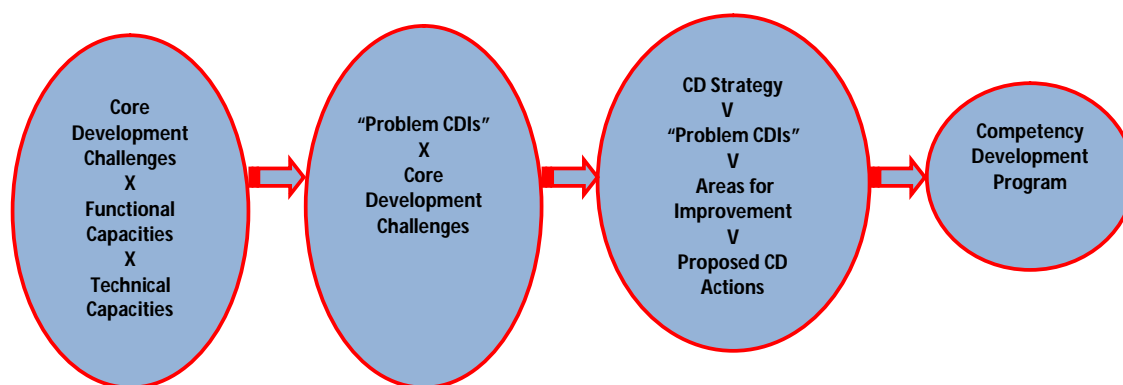 Core
Development
Challenges
X
Functional
Capacities
X
Technical
Capacities
“Problem CDIs”
X
Core
Development
Challenges
CD Strategy
V
“Problem CDIs”
V
Areas for
Improvement
V
Proposed CD
Actions
Competency
Development
Program